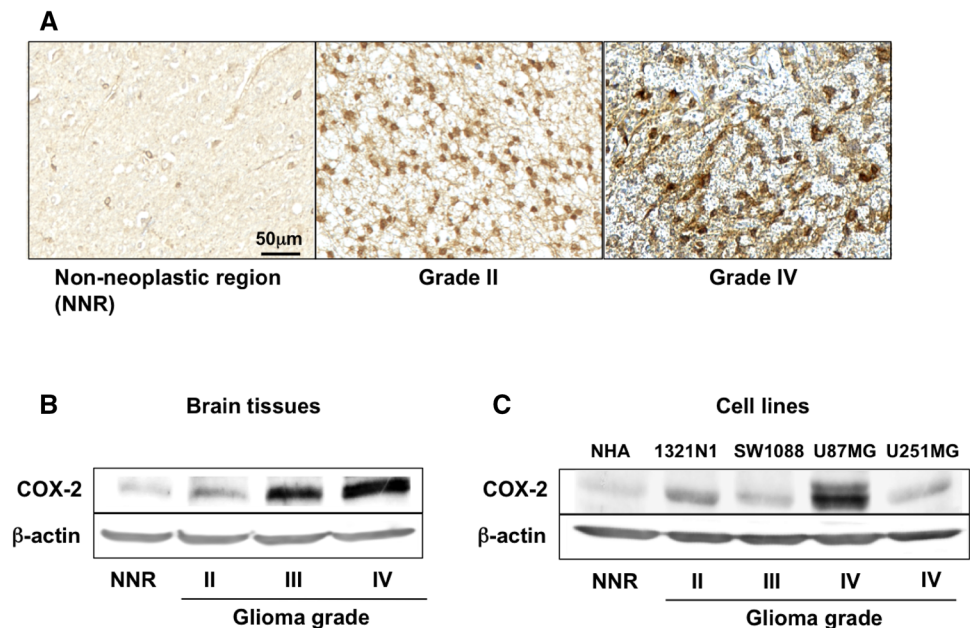 A
50μm
Non-neoplastic region
(NNR)
Grade II
Grade IV
B
Brain tissues
COX-2
β-actin
NNR II III IV
Glioma grade
C
Cell lines
NHA 1321N1 SW1088 U87MG U251MG
COX-2
β-actin
NNR II III IV IV
Glioma grade